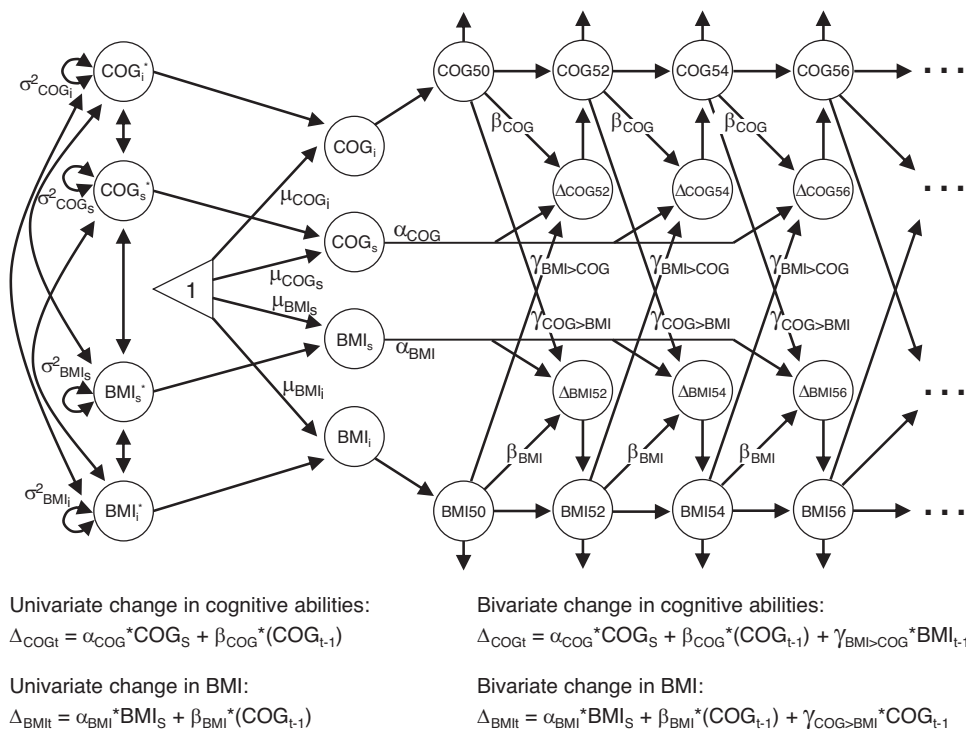 COG50 COG52 COG54 COG56 ...
COGi*
σ²COGi
βCOG βCOG βCOG
COGi
COGs*
σ²COGs
ΔCOG52 ΔCOG54 ΔCOG56 ...
μCOGi
COGs
αCOG
γBMI>COG γBMI>COG γBMI>COG
μCOGs
1
μBMIs
γCOG>BMI γCOG>BMI γCOG>BMI
BMIs
αBMI
σ²BMIs
BMIs*
μBMIi
ΔBMI52 ΔBMI54 ΔBMI56 ...
BMIi
βBMI βBMI βBMI
σ²BMIi
BMIi*
BMI50 BMI52 BMI54 BMI56 ...
Univariate change in cognitive abilities:
ΔCOGt = αCOG*COGS + βCOG*(COGt-1)
Univariate change in BMI:
ΔBMIt = αBMI*BMIS + βBMI*(COGt-1)
Bivariate change in cognitive abilities:
ΔCOGt = αCOG*COGS + βCOG*(COGt-1) + γBMI>COG*BMIt-1
Bivariate change in BMI:
ΔBMIt = αBMI*BMIS + βBMI*(COGt-1) + γCOG>BMI*COGt-1